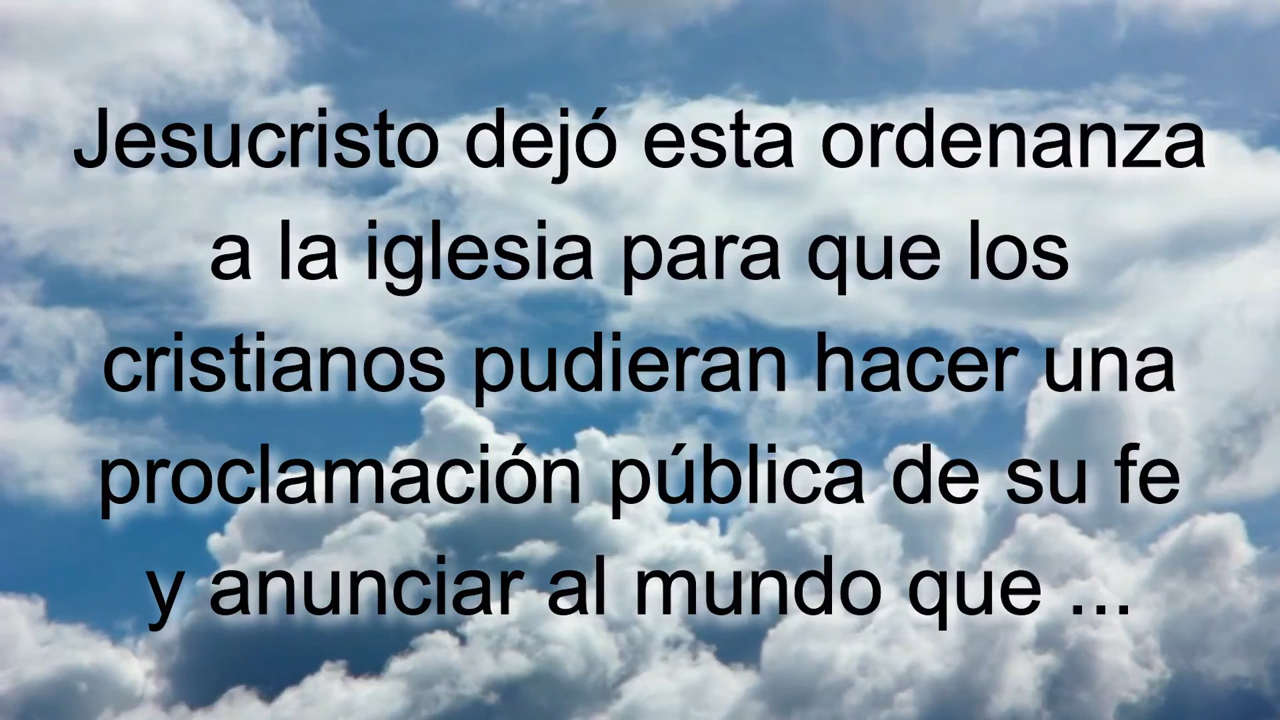 Jesucristo dejó esta ordenanza
a la iglesia para que los
cristianos pudieran hacer una
proclamación pública de su fe
y anunciar al mundo que ...